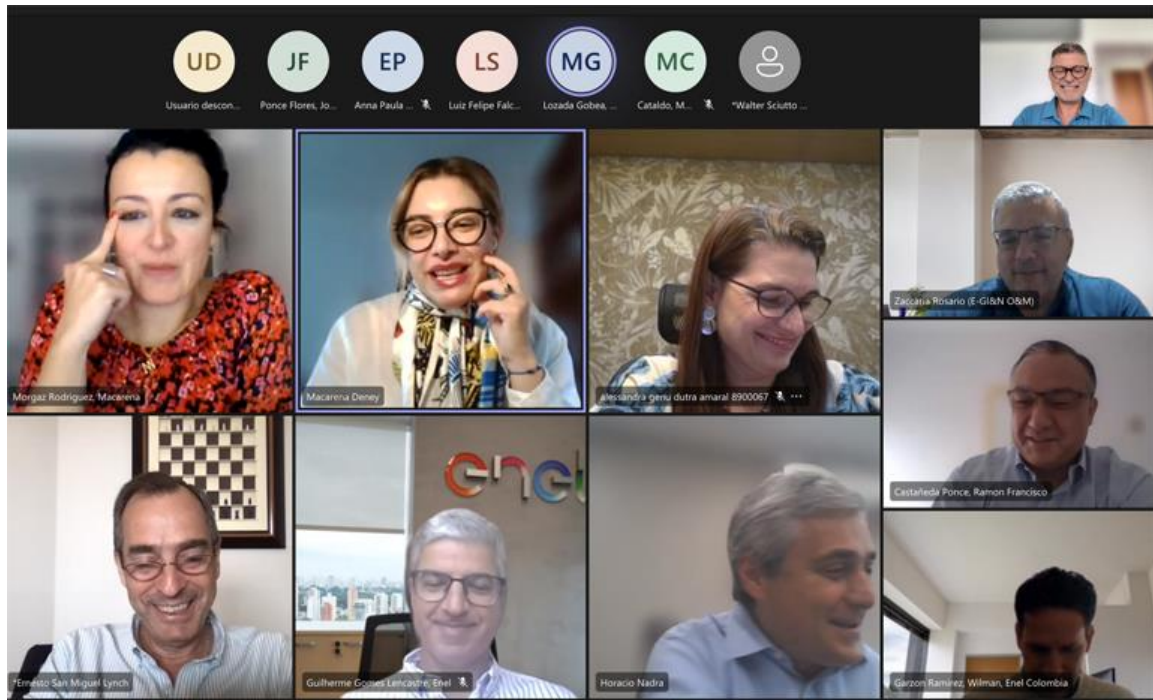 UD
JF
EP
LS
MG
MC
Usuario descon...
Ponce Flores, Jo...
Anna Paula ...
Luiz Felipe Falc...
Lozada Gobea, ...
Cataldo, M...
*Walter Sciutto ...
Morgaz Rodriguez, Macarena
Macarena Deney
alessandra genu dutra amaral 8900067 ...
Zaccaria Rosario (E-GI&N O&M)
Castañeda Ponce, Ramon Francisco
enel
*Ernesto San Miguel Lynch
Guilherme Gomes Lencastre, Enel
Horacio Nadra
Garzon Ramirez, Wilman, Enel Colombia